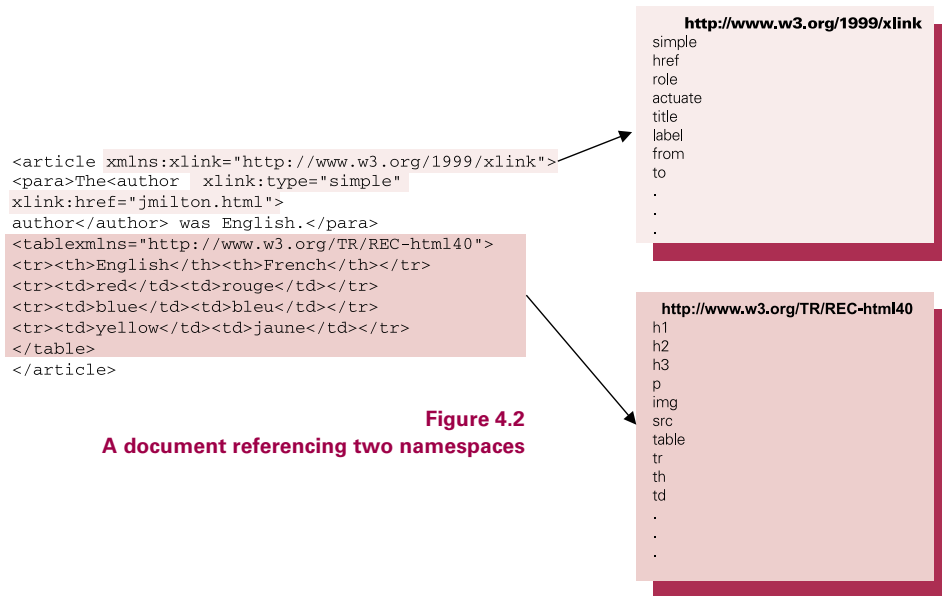 <article xmlns:xlink="http://www.w3.org/1999/xlink">
<para>The<author xlink:type="simple"
xlink:href="jmilton.html">
author</author> was English.</para>
<tablexmlns="http://www.w3.org/TR/REC-html40">
<tr><th>English</th><th>French</th></tr>
<tr><td>red</td><td>rouge</td></tr>
<tr><td>blue</td><td>bleu</td></tr>
<tr><td>yellow</td><td>jaune</td></tr>
</table>
</article>
http://www.w3.org/1999/xlink
simple
href
role
actuate
title
label
from
to
.
.
.
http://www.w3.org/TR/REC-html40
h1
h2
h3
p
img
src
table
tr
th
td
.
.
.
Figure 4.2
A document referencing two namespaces